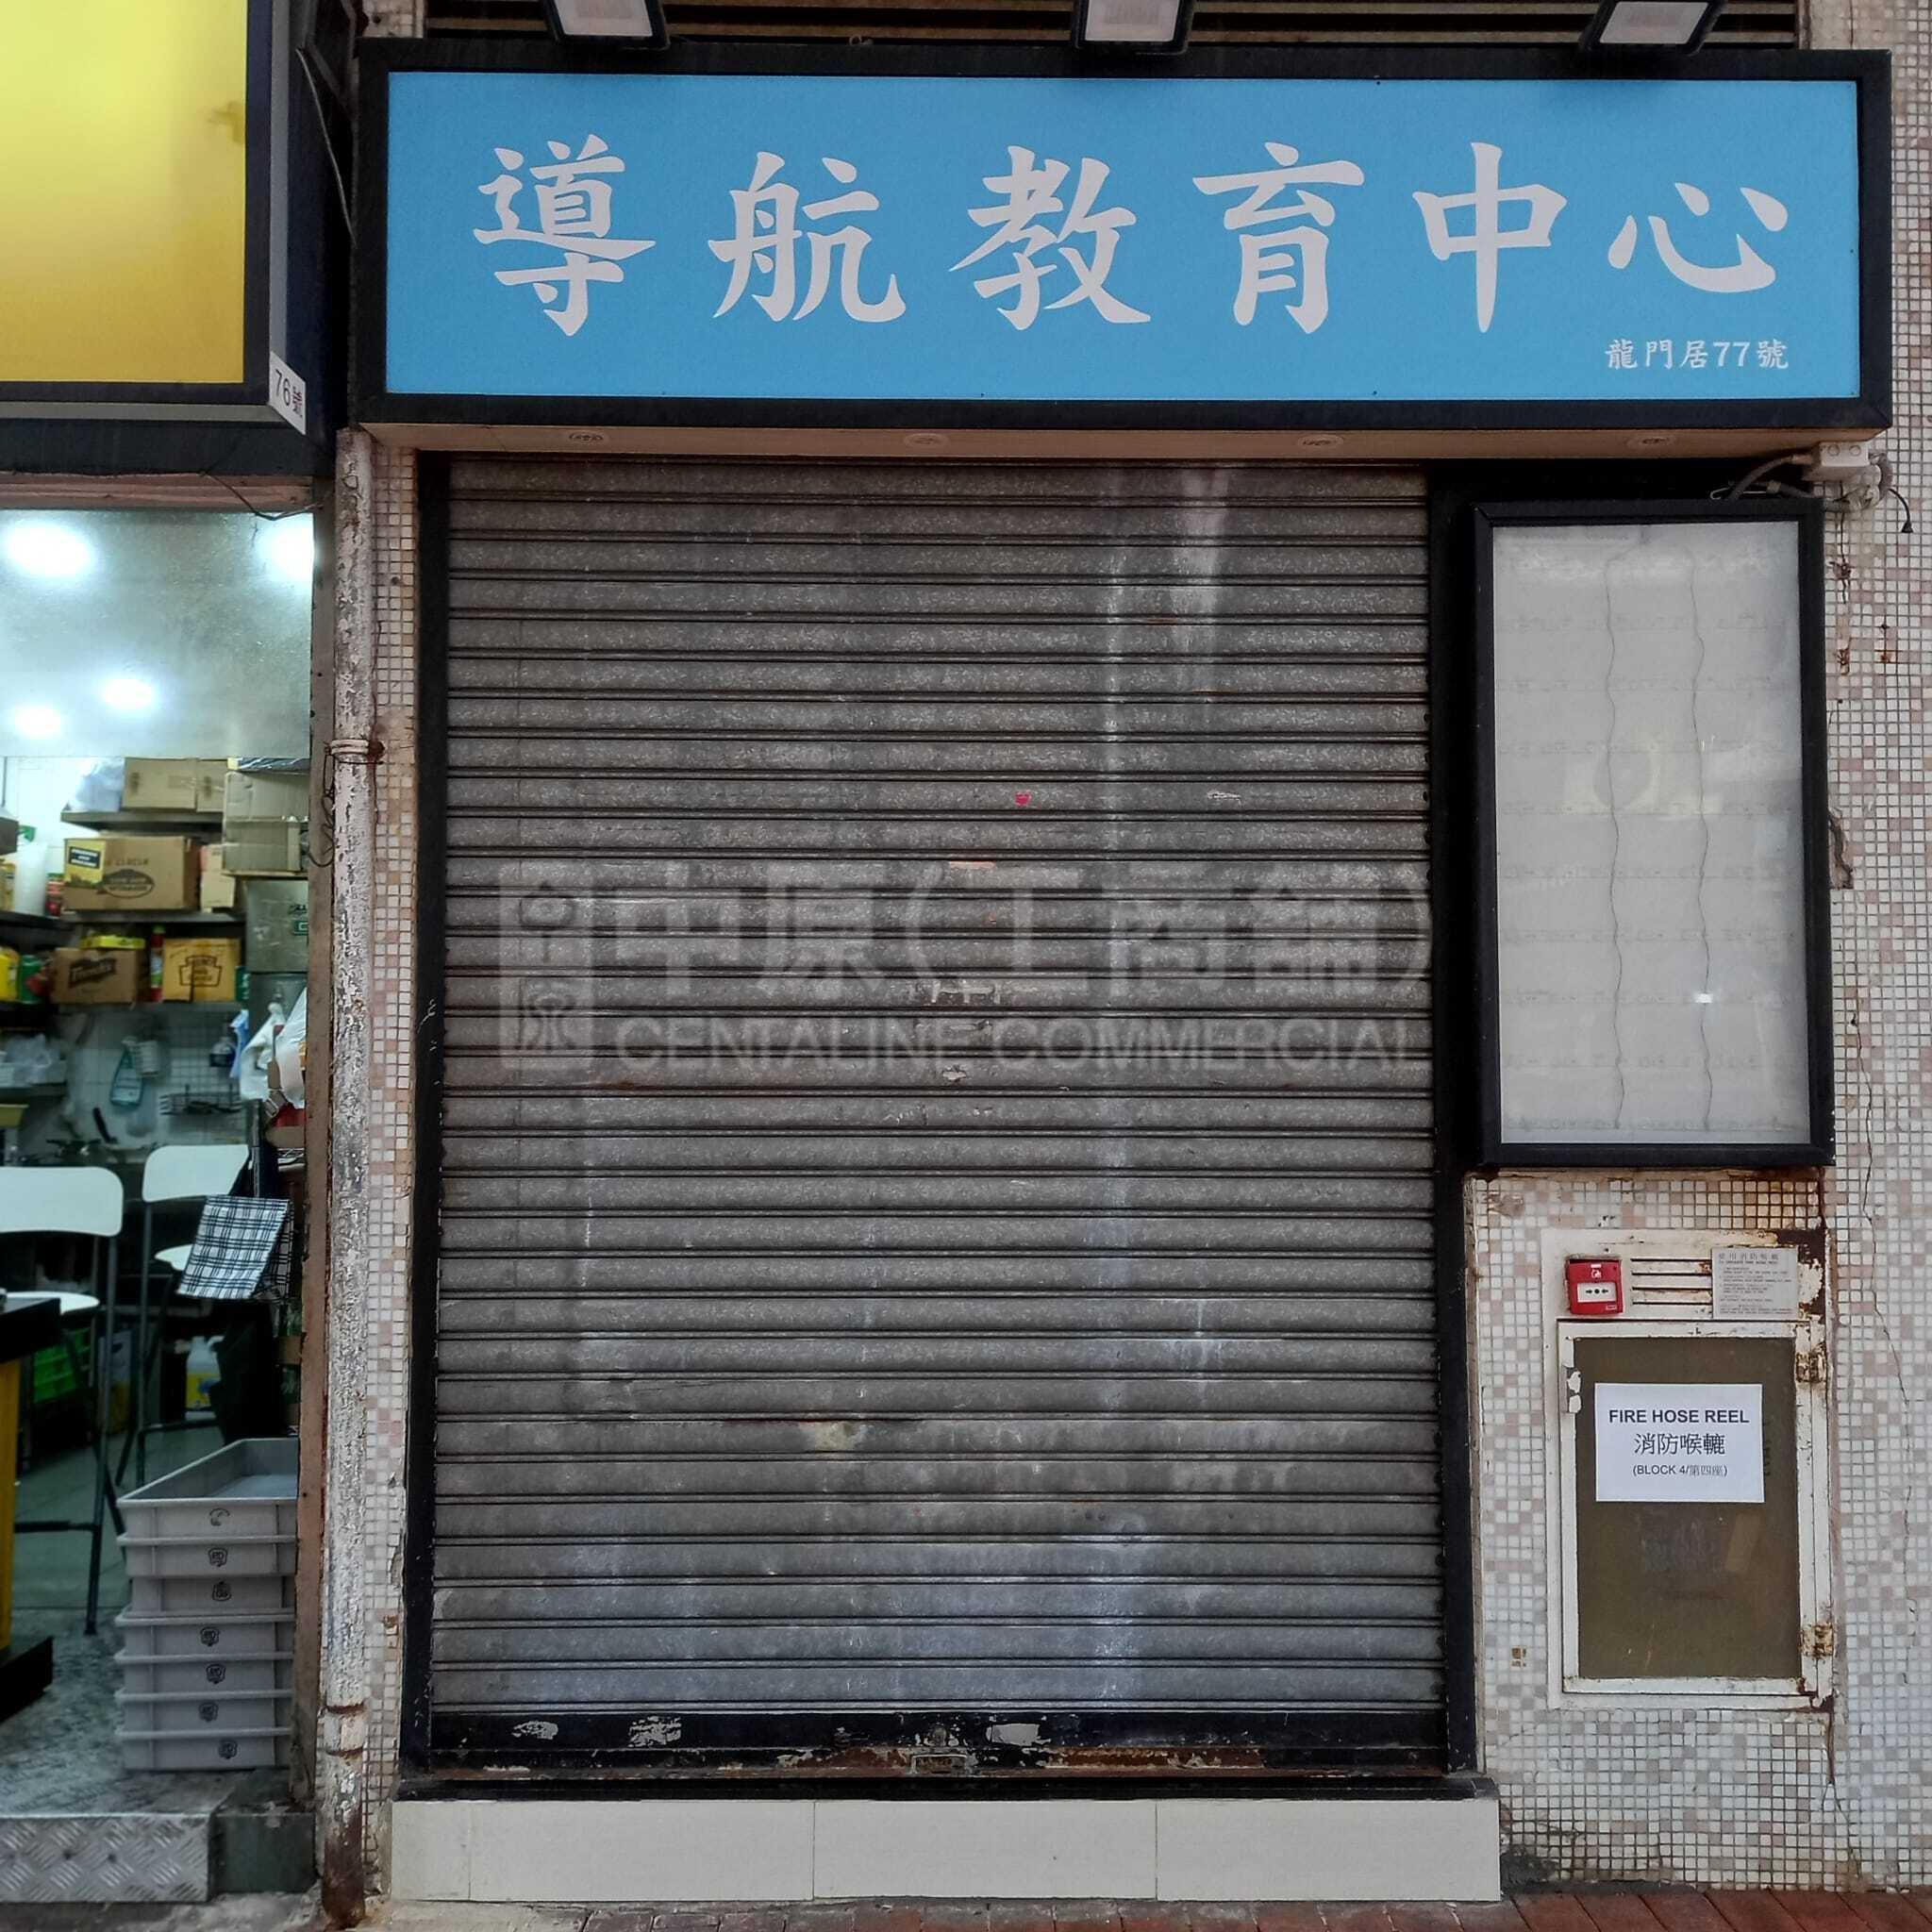 導航教育中心
龍門居77號
76號
中原(工商舖)
CENTALINE COMMERCIAL
FIRE HOSE REEL
消防喉轆
(BLOCK 4/第四座)